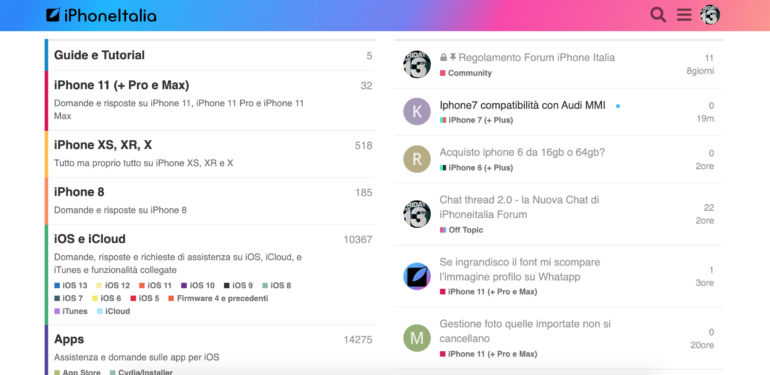 iPhoneItalia
Guide e Tutorial 5
iPhone 11 (+ Pro e Max) 32
Domande e risposte su iPhone 11, iPhone 11 Pro e iPhone 11
Max
iPhone XS, XR, X 518
Tutto ma proprio tutto su iPhone XS, XR e X
iPhone 8 185
Domande e risposte su iPhone 8
iOS e iCloud 10367
Domande, risposte e richieste di assistenza su iOS, iCloud, e
iTunes e funzionalità collegate
iOS 13 iOS 12 iOS 11 iOS 10 iOS 9 iOS 8
iOS 7 iOS 6 iOS 5 Firmware 4 e precedenti
iTunes iCloud
Apps 14275
Assistenza e domande sulle app per iOS
App Store Cydia/Installer
Regolamento Forum iPhone Italia 11
Community 8giorni
K
Iphone7 compatibilità con Audi MMI 0
iPhone 7 (+ Plus) 19m
R
Acquisto iphone 6 da 16gb o 64gb? 0
iPhone 6 (+ Plus) 2ore
Chat thread 2.0 - la Nuova Chat di 22
iPhoneitalia Forum 2ore
Off Topic
Se ingrandisco il font mi scompare 1
l'immagine profilo su Whatapp 3ore
iPhone 11 (+ Pro e Max)
M
Gestione foto quelle importate non si 0
cancellano 20ore
iPhone 11 (+ Pro e Max)